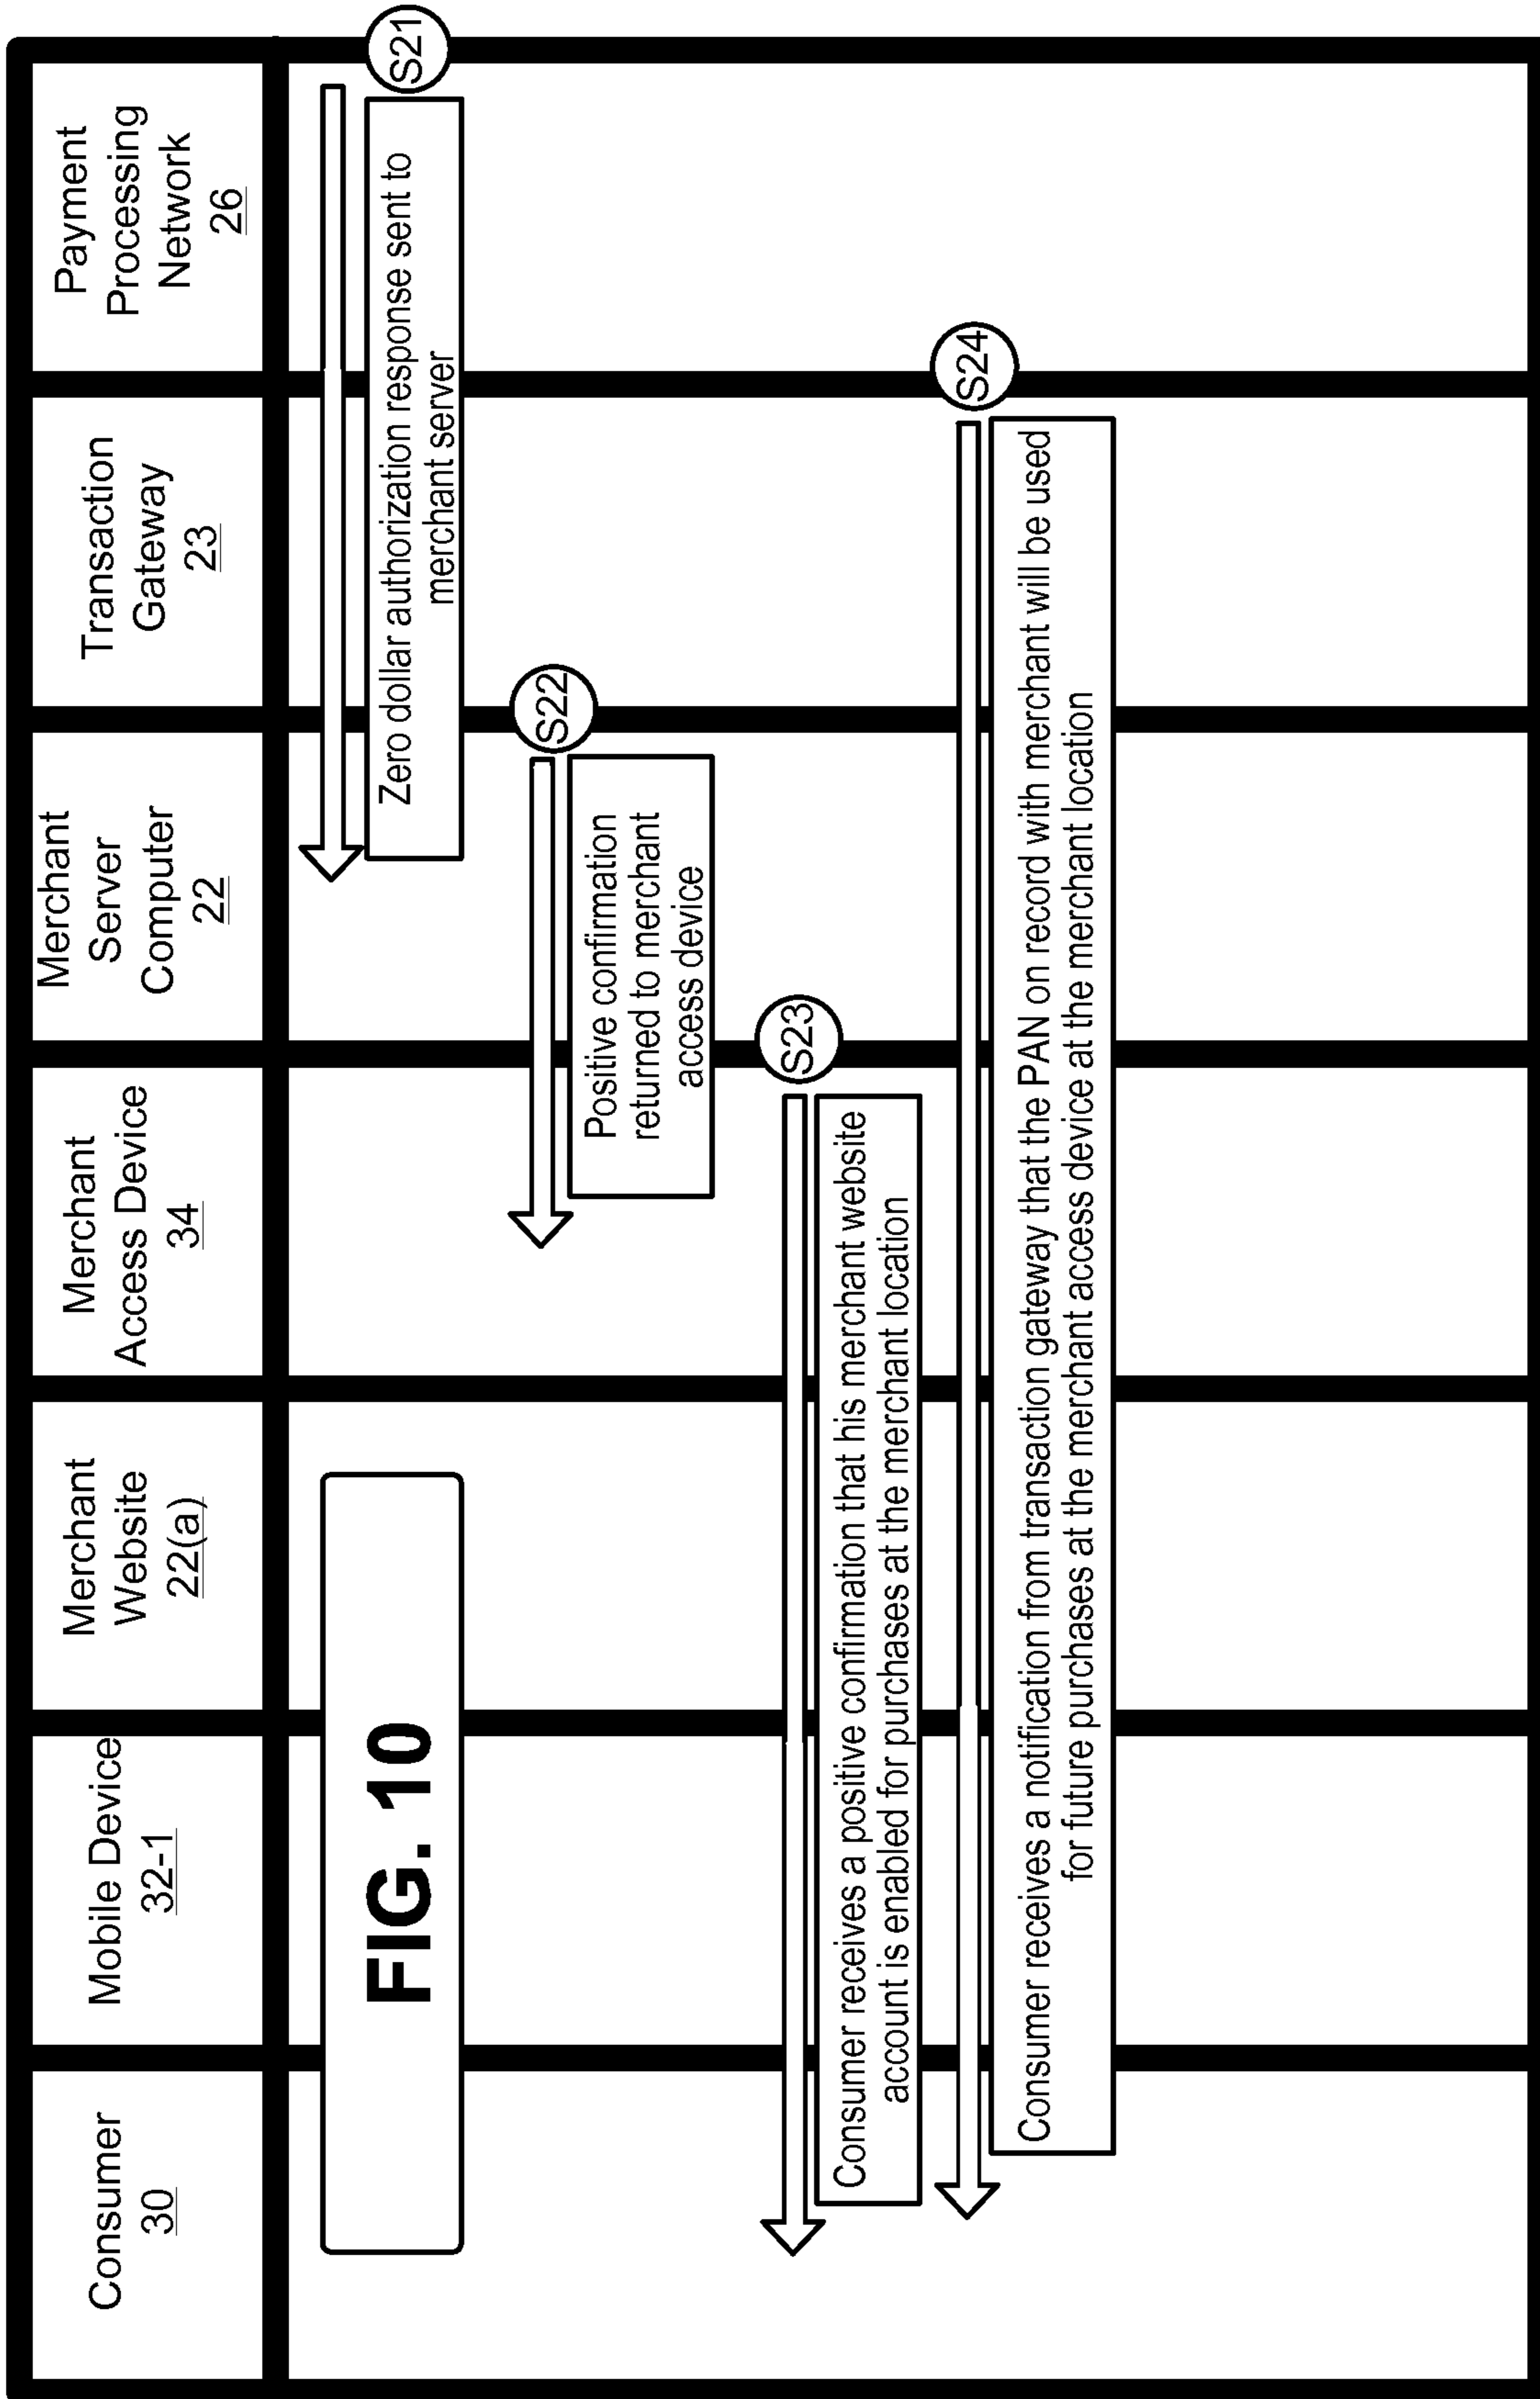 Consumer
30
Mobile Device
32-1
Merchant
Website
22(a)
Merchant
Access Device
34
Merchant
Server
Computer
22
Transaction
Gateway
23
Payment
Processing
Network
26
FIG. 10
S21
Zero dollar authorization response sent to
merchant server
S22
Positive confirmation
returned to merchant
access device
S23
Consumer receives a positive confirmation that his merchant website
account is enabled for purchases at the merchant location
S24
Consumer receives a notification from transaction gateway that the PAN on record with merchant will be used
for future purchases at the merchant access device at the merchant location